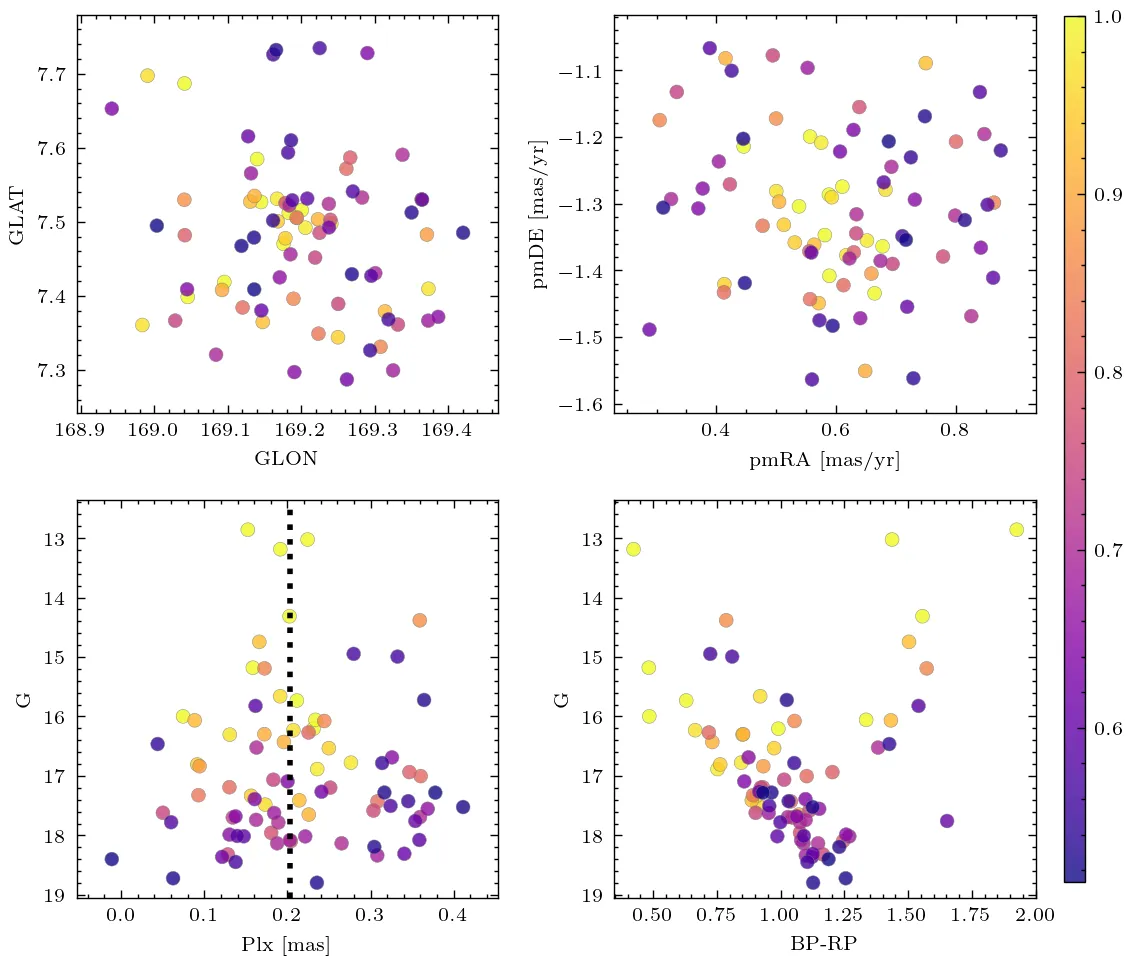 7.7
7.6
7.5
7.4
7.3
GLAT
168.9 169.0 169.1 169.2 169.3 169.4
GLON
−1.1
−1.2
−1.3
−1.4
−1.5
−1.6
pmDE [mas/yr]
0.4 0.6 0.8
pmRA [mas/yr]
1.0
0.9
0.8
0.7
0.6
13
14
15
16
17
18
19
G
0.0 0.1 0.2 0.3 0.4
Plx [mas]
13
14
15
16
17
18
19
G
0.50 0.75 1.00 1.25 1.50 1.75 2.00
BP-RP